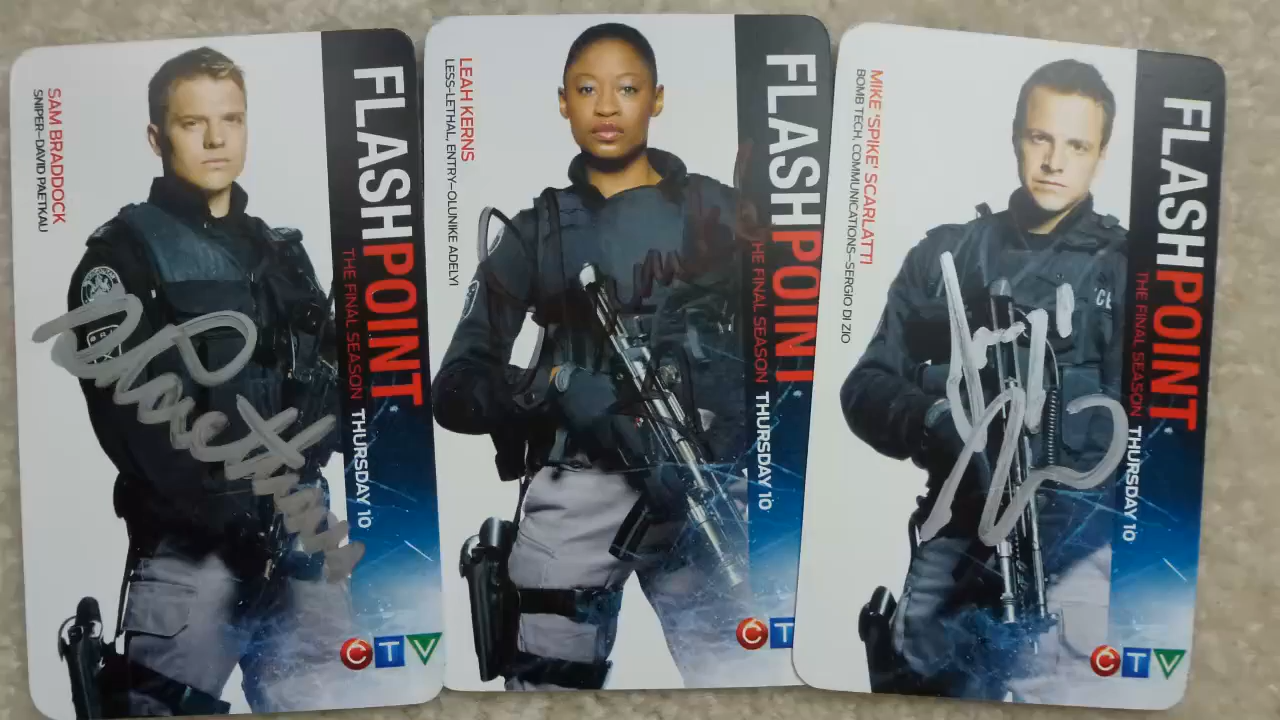 SAM BRADDOCK
SNIPER–DAVID PAETKAU
FLASHPOINT
THE FINAL SEASON THURSDAY 10
CTV
LEAH KERNS
LESS-LETHAL, ENTRY–OLUNIKE ADELIYI
FLASHPOINT
THE FINAL SEASON THURSDAY 10
CT
MIKE 'SPIKE' SCARLATTI
BOMB TECH, COMMUNICATIONS–SERGIO DI ZIO
FLASHPOINT
THE FINAL SEASON THURSDAY 10
CTV